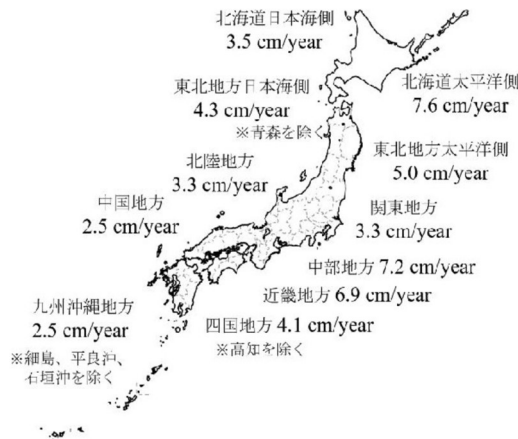 北海道日本海側
3.5 cm/year
北海道太平洋側
7.6 cm/year
東北地方日本海側
4.3 cm/year
※青森を除く
東北地方太平洋側
5.0 cm/year
北陸地方
3.3 cm/year
中国地方
2.5 cm/year
関東地方
3.3 cm/year
中部地方 7.2 cm/year
近畿地方 6.9 cm/year
四国地方 4.1 cm/year
※高知を除く
九州沖縄地方
2.5 cm/year
※細島、平良沖、
石垣沖を除く